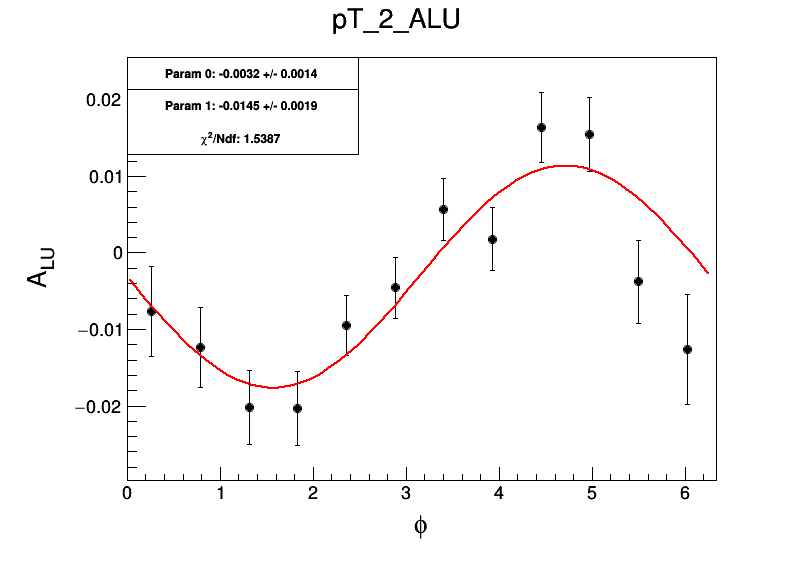 pT_2_ALU
Param 0: -0.0032 +/- 0.0014
Param 1: -0.0145 +/- 0.0019
χ²/Ndf: 1.5387
0.02
0.01
0
−0.01
−0.02
A_LU
0 1 2 3 4 5 6
ϕ